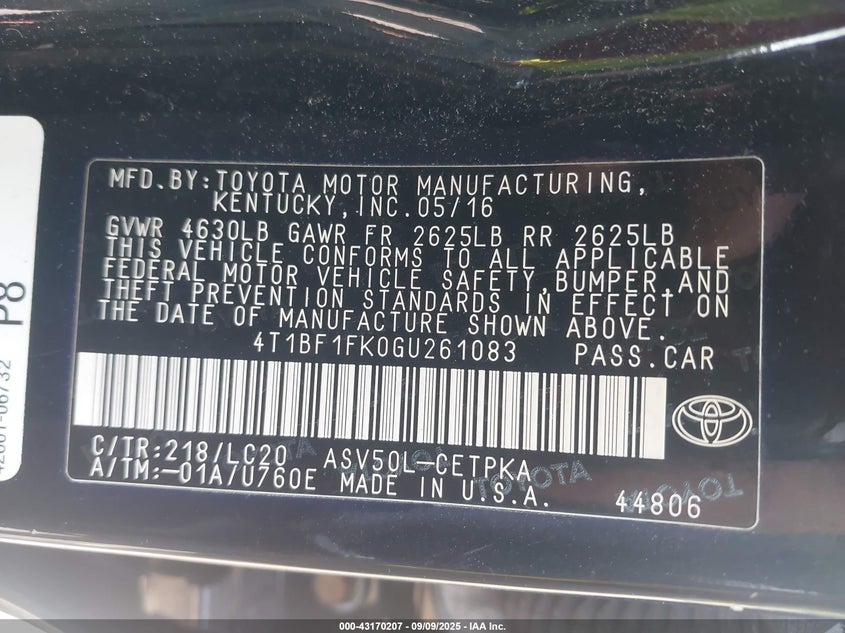 MFD.BY:TOYOTA MOTOR MANUFACTURING,
KENTUCKY,INC.05/16
GVWR 4630LB GAWR FR 2625LB RR 2625LB
THIS VEHICLE CONFORMS TO ALL APPLICABLE
FEDERAL MOTOR VEHICLE SAFETY,BUMPER,AND
THEFT PREVENTION STANDARDS IN EFFECT ON
THE DATE OF MANUFACTURE SHOWN ABOVE.
4T1BF1FK0GU261083 PASS.CAR
C/TR:218/LC20 ASV50L-CETPKA
A/TM:-01A/U760E MADE IN U.S.A. 44806
TOYOTA TOYOTA
P8
000-43170207 - 09/09/2025 - IAA Inc.